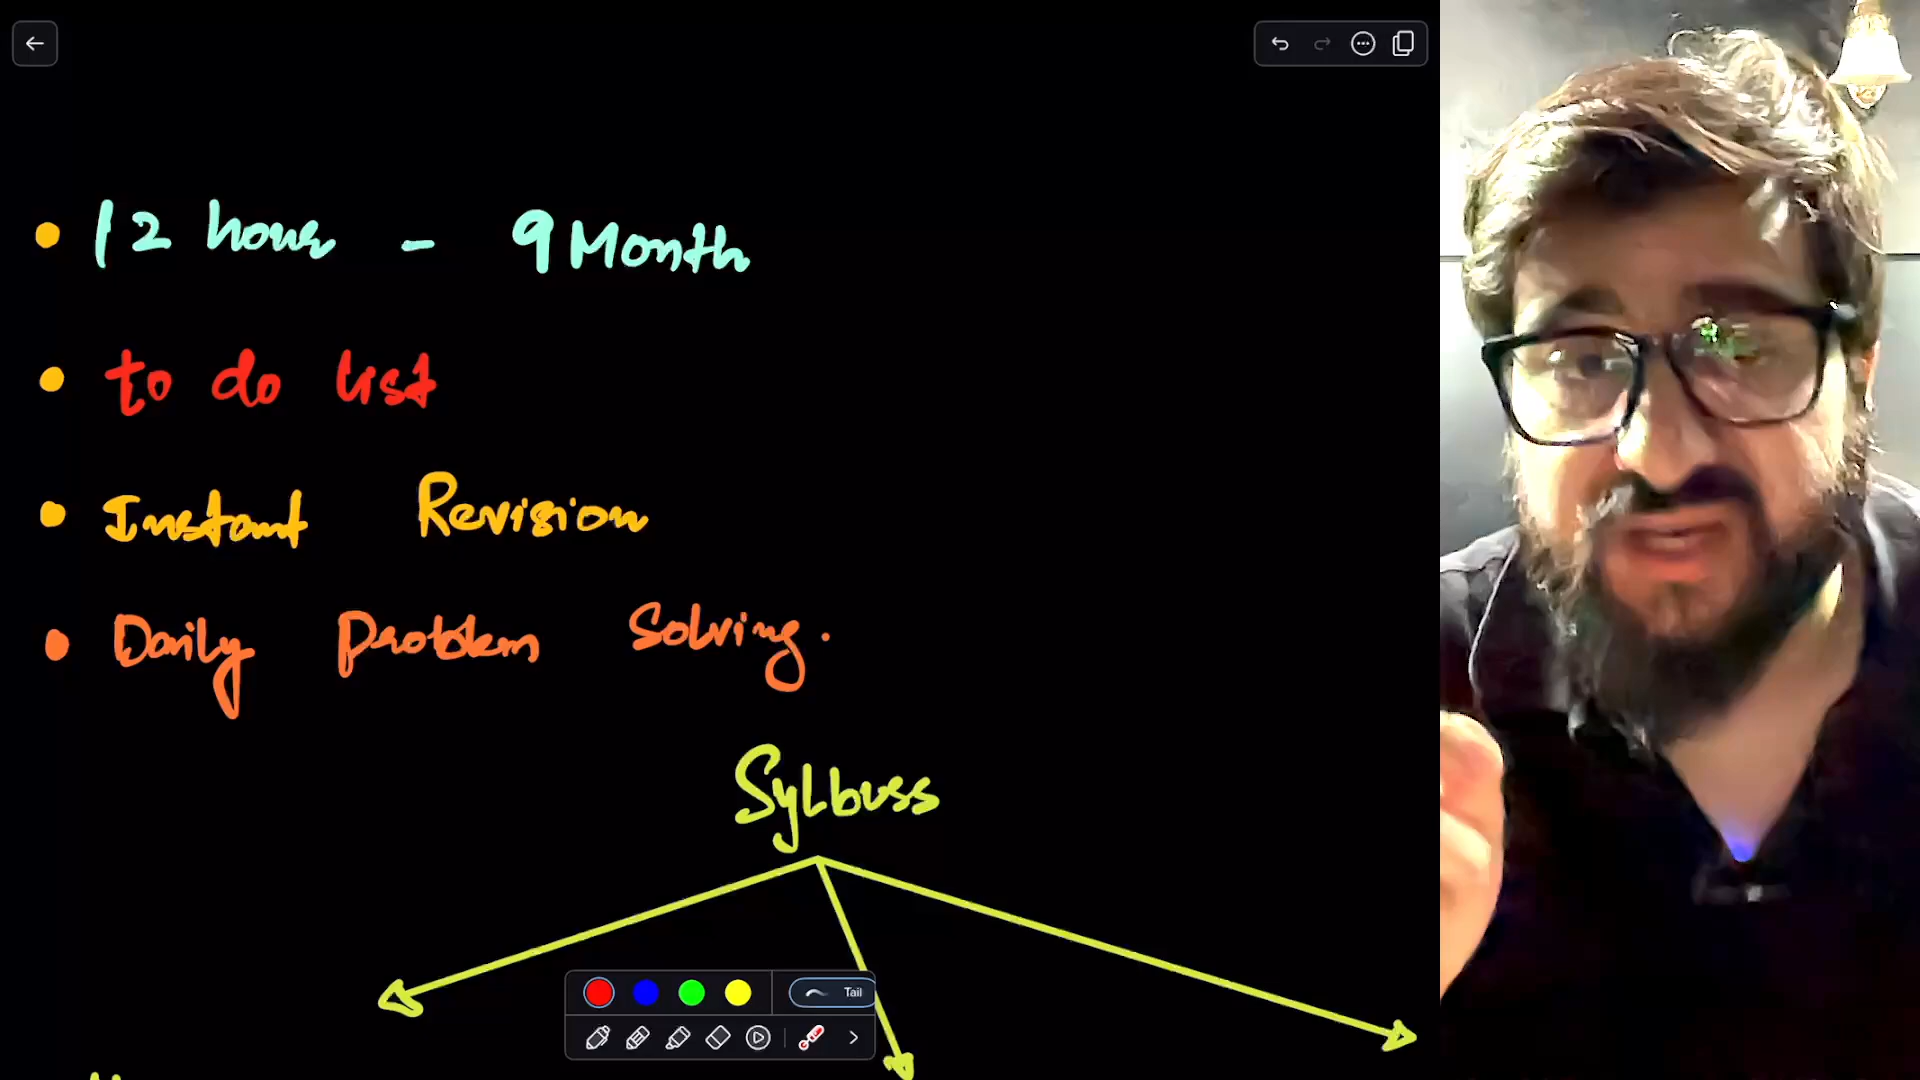 12 hour - 9 Month
to do list
Instant Revision
Daily Problem Solving.
Sylbuss
Tail